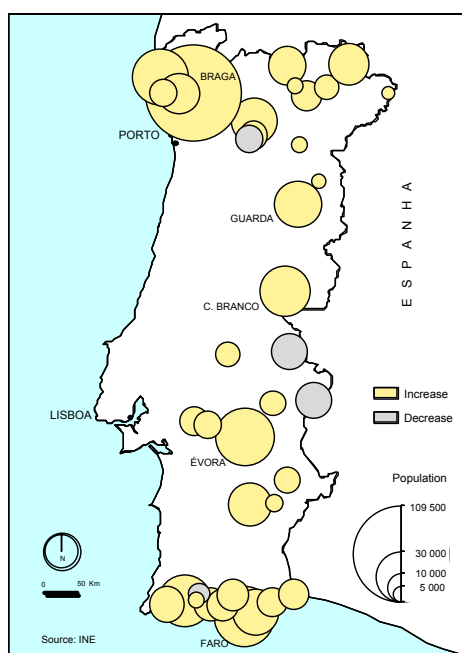 BRAGA
PORTO
GUARDA
ESPANHA
C. BRANCO
LISBOA
Increase
Decrease
ÉVORA
Population
109 500
30 000
10 000
5 000
N
0 50 Km
Source: INE
FARO